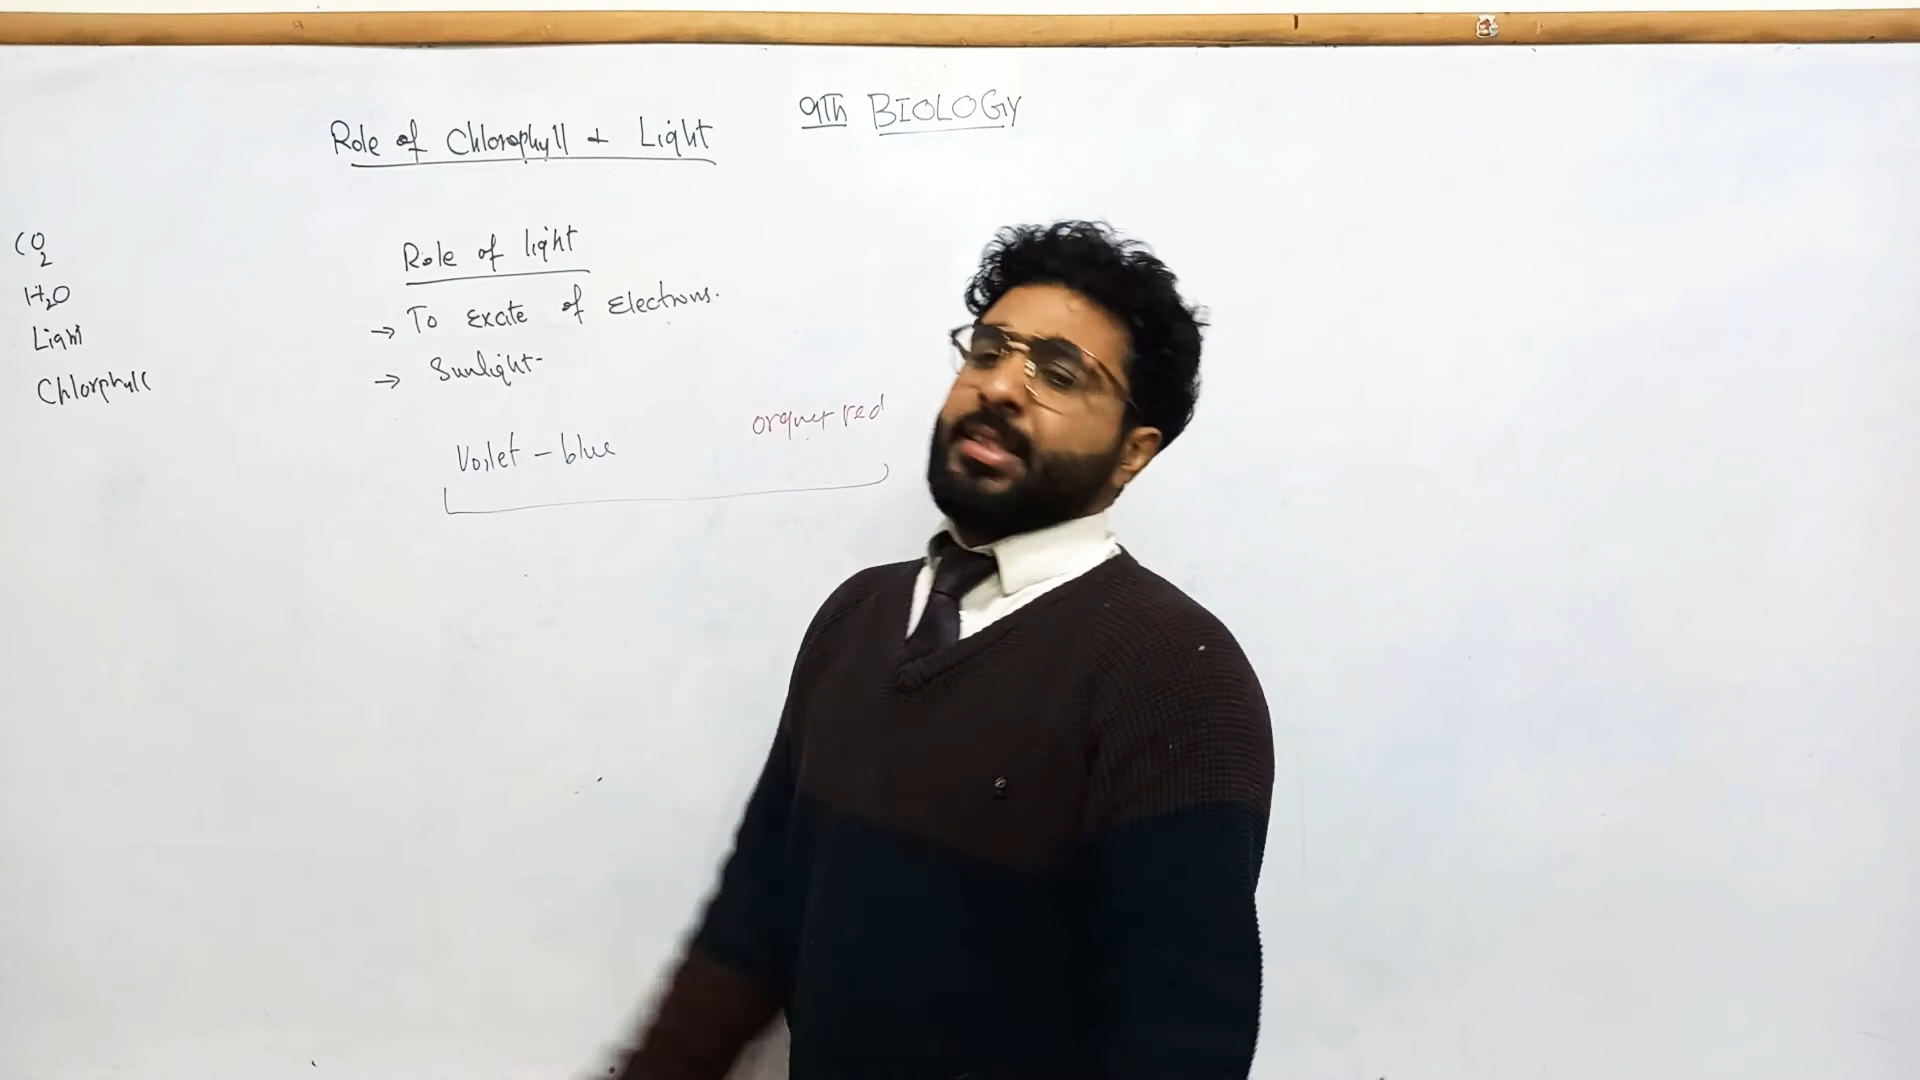 9Th BIOLOGY
Role of Chlorophyll + Light
CO2
H2O
Light
Chlorphyll
Role of light
→ To Excite of Electrons.
→ Sunlight-
Voilet - blue
red